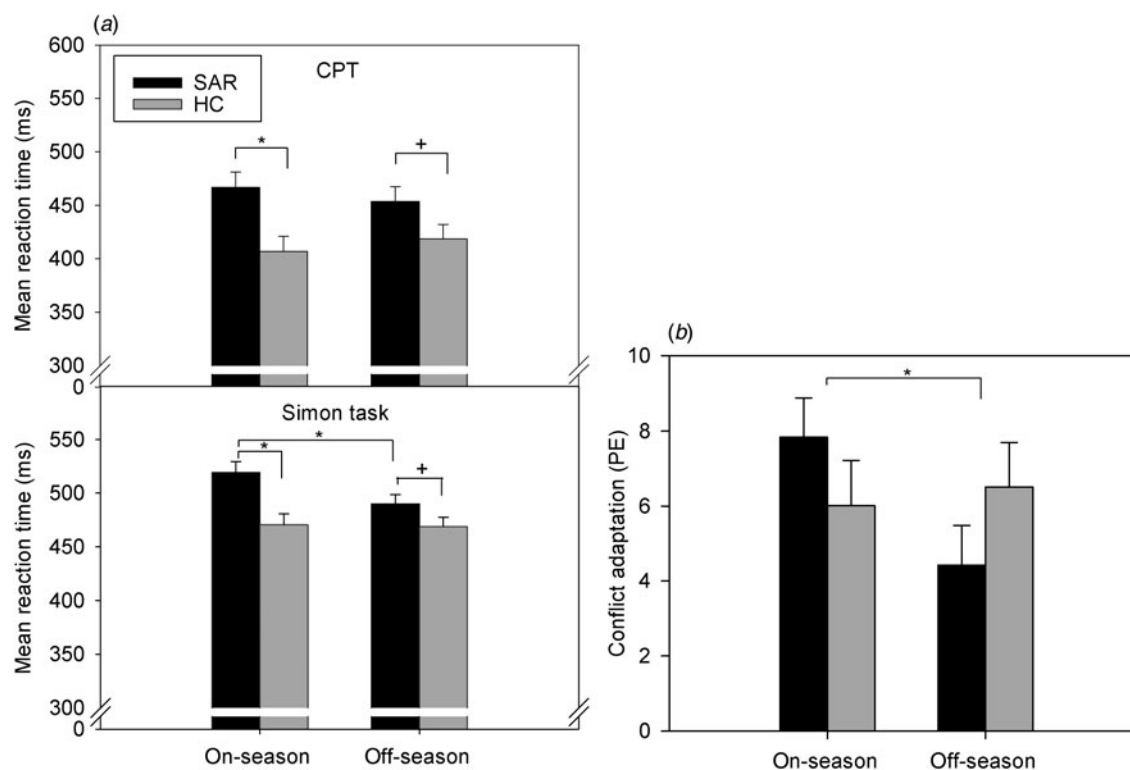 (a)
CPT
SAR
HC
Mean reaction time (ms)
600
550
500
450
400
350
300
0
*
+
Simon task
Mean reaction time (ms)
550
500
450
400
350
300
0
*
*
+
On-season
Off-season
(b)
Conflict adaptation (PE)
10
8
6
4
2
0
*
On-season
Off-season